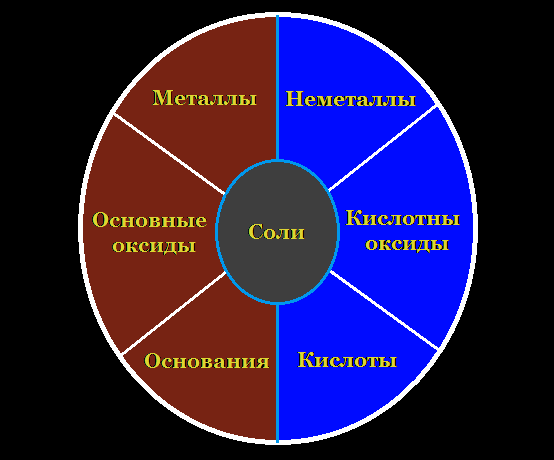 Металлы
Неметаллы
Основные
оксиды
Соли
Кислотны
оксиды
Основания
Кислоты